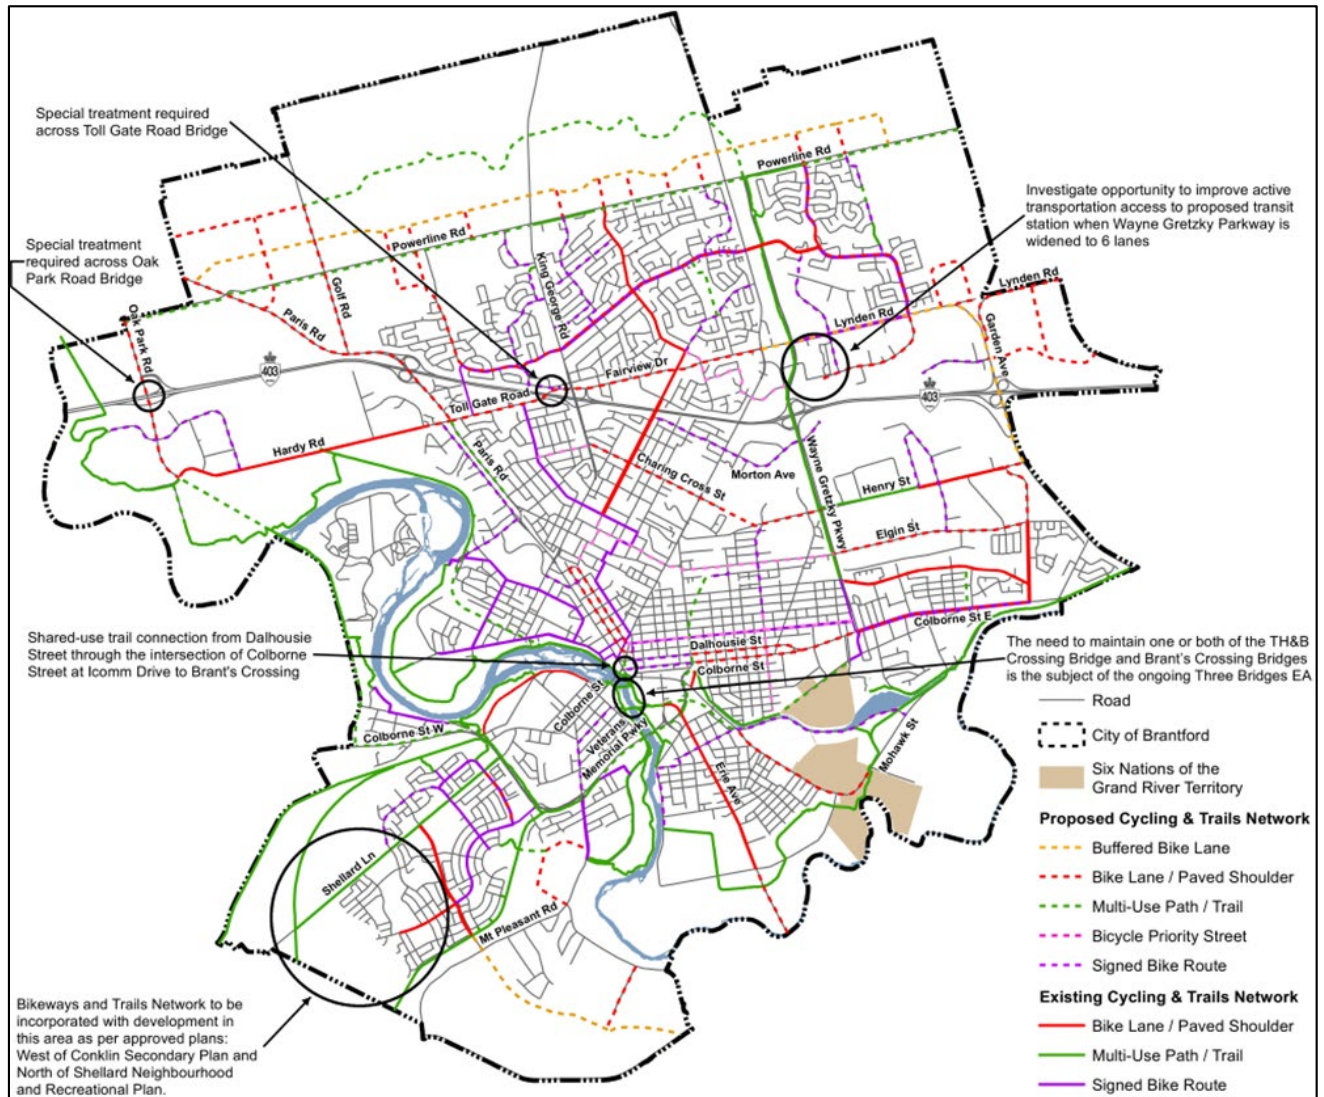 Special treatment required
across Toll Gate Road Bridge
Special treatment
required across Oak
Park Road Bridge
Investigate opportunity to improve active
transportation access to proposed transit
station when Wayne Gretzky Parkway is
widened to 6 lanes
Powerline Rd
Powerline Rd
Lynden Rd
Lynden Rd
Garden Ave
King George Rd
Golf Rd
Paris Rd
Oak Park Rd
403
Fairview Dr
Toll Gate Road
403
Hardy Rd
Paris Rd
Charing Cross St
Morton Ave
Wayne Gretzky Pkwy
Henry St
Elgin St
Shared-use trail connection from Dalhousie
Street through the intersection of Colborne
Street at Icomm Drive to Brant's Crossing
Dalhousie St
Colborne St
Colborne St E
The need to maintain one or both of the TH&B
Crossing Bridge and Brant's Crossing Bridges
is the subject of the ongoing Three Bridges EA
Colborne St
Colborne St W
Veterans
Memorial Pwky
Erie Ave
Mohawk St
Shellard Ln
Mt Pleasant Rd
Bikeways and Trails Network to be
incorporated with development in
this area as per approved plans:
West of Conklin Secondary Plan and
North of Shellard Neighbourhood
and Recreational Plan.
Road
City of Brantford
Six Nations of the
Grand River Territory
Proposed Cycling & Trails Network
Buffered Bike Lane
Bike Lane / Paved Shoulder
Multi-Use Path / Trail
Bicycle Priority Street
Signed Bike Route
Existing Cycling & Trails Network
Bike Lane / Paved Shoulder
Multi-Use Path / Trail
Signed Bike Route